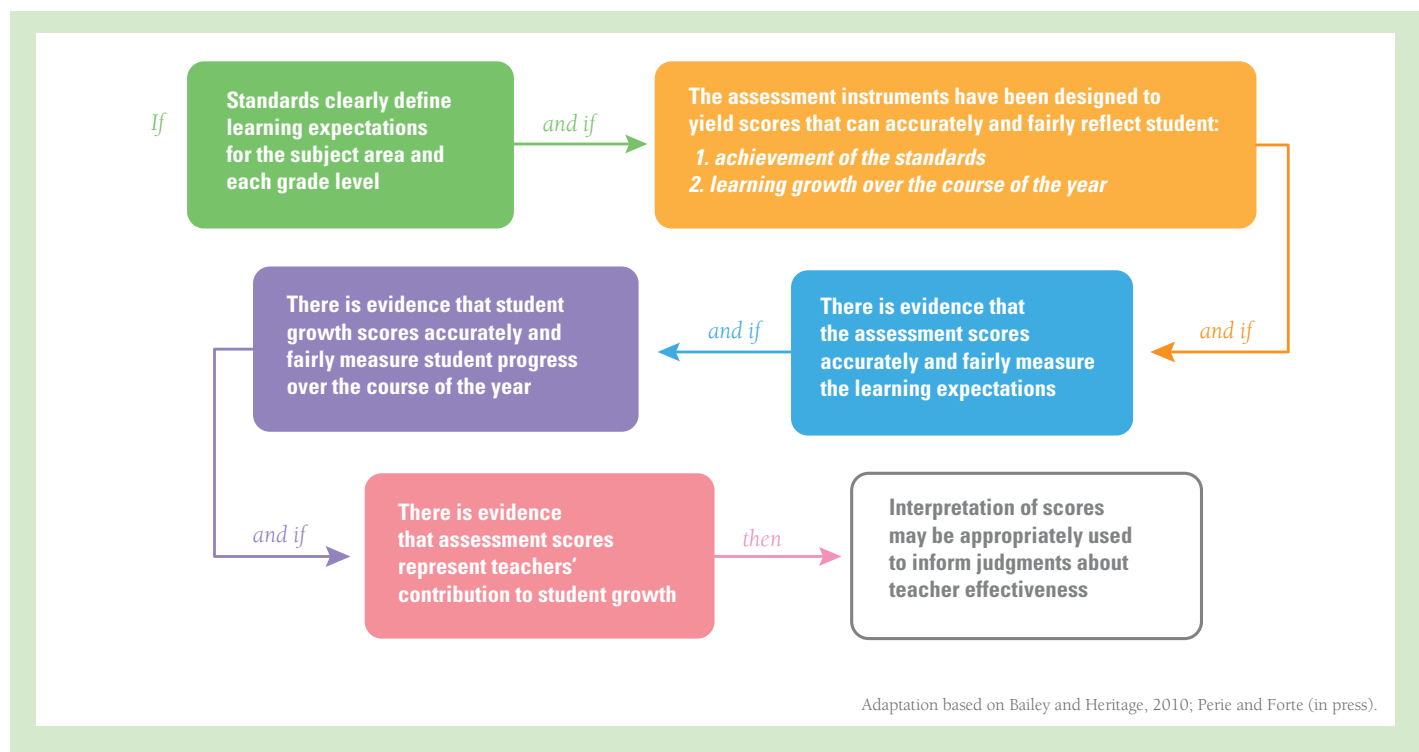 If
Standards clearly define
learning expectations
for the subject area and
each grade level
and if
The assessment instruments have been designed to
yield scores that can accurately and fairly reflect student:
1. achievement of the standards
2. learning growth over the course of the year
and if
There is evidence that
the assessment scores
accurately and fairly measure
the learning expectations
and if
There is evidence that student
growth scores accurately and
fairly measure student progress
over the course of the year
and if
There is evidence
that assessment scores
represent teachers’
contribution to student growth
then
Interpretation of scores
may be appropriately used
to inform judgments about
teacher effectiveness
Adaptation based on Bailey and Heritage, 2010; Perie and Forte (in press).